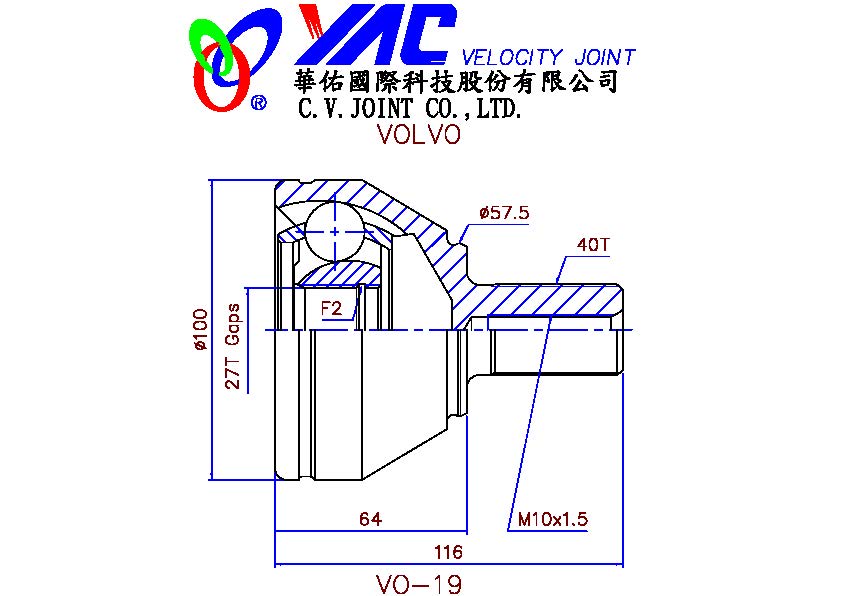 YAC VELOCITY JOINT
®
華佑國際科技股份有限公司
C.V.JOINT CO.,LTD.
VOLVO
ø57.5
40T
F2
ø100
27T Gaps
M10x1.5
64
116
VO-19